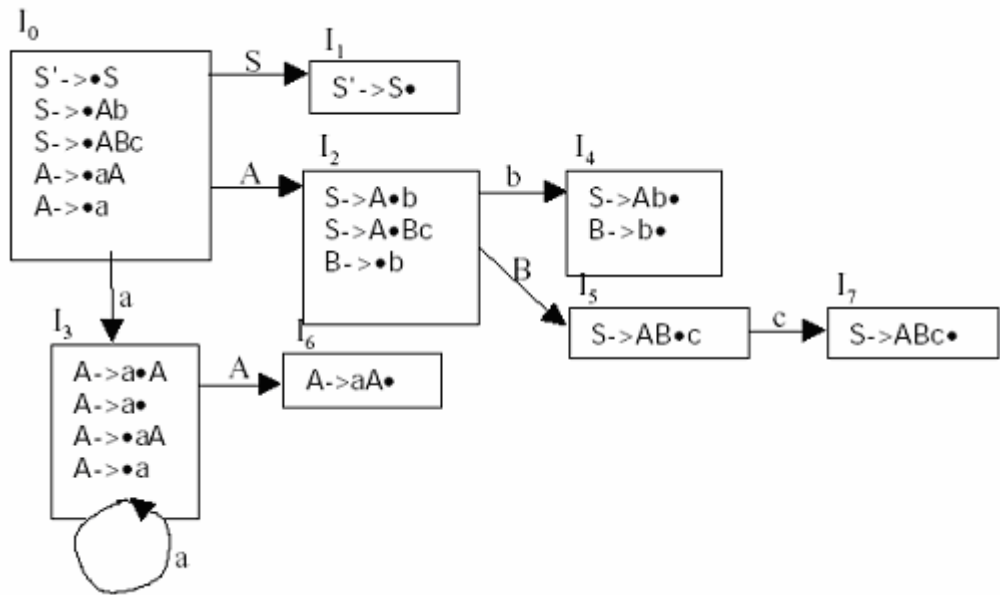 I0
S'->•S
S->•Ab
S->•ABc
A->•aA
A->•a
S
I1
S'->S•
A
I2
S->A•b
S->A•Bc
B->•b
b
I4
S->Ab•
B->b•
B
I5
S->AB•c
c
I7
S->ABc•
a
I3
A->a•A
A->a•
A->•aA
A->•a
A
I6
A->aA•
a